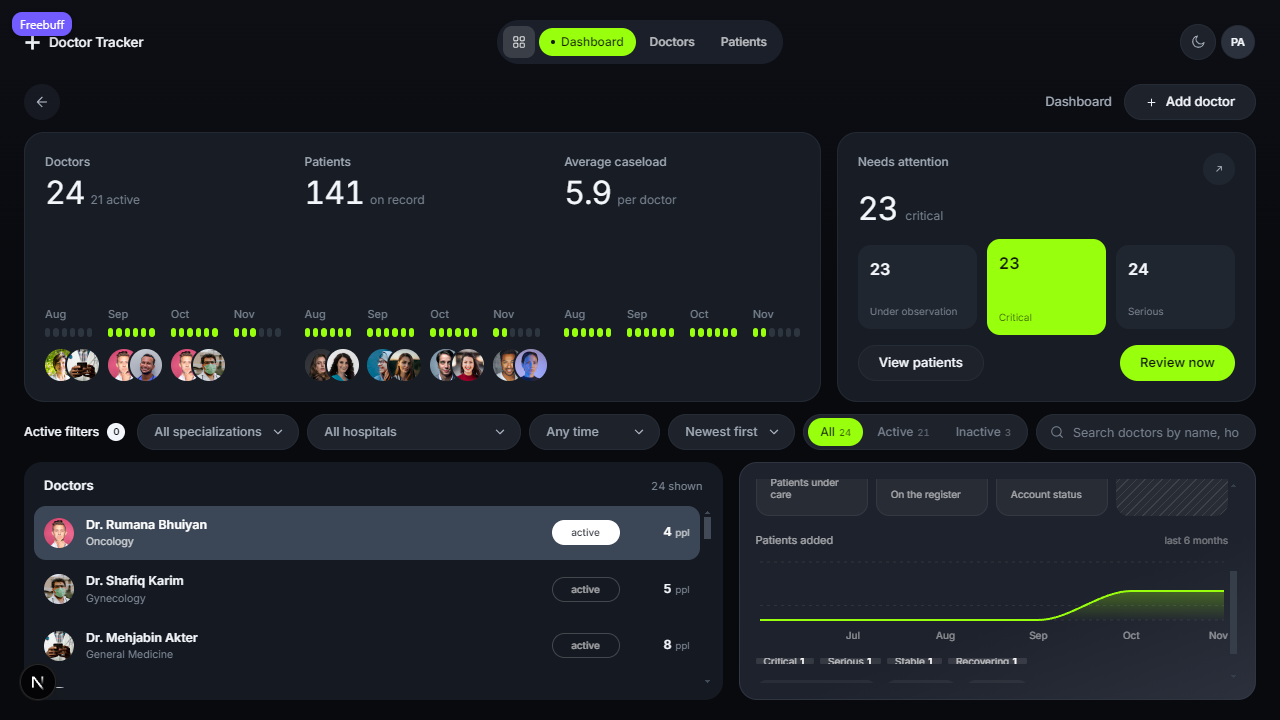 Freebuff
Doctor Tracker
Dashboard
Doctors
Patients
PA
Dashboard
+ Add doctor
Doctors
24 21 active
Patients
141 on record
Average caseload
5.9 per doctor
Aug Sep Oct Nov
Aug Sep Oct Nov
Aug Sep Oct Nov
Needs attention
23 critical
23
Under observation
23
Critical
24
Serious
View patients
Review now
Active filters 0
All specializations
All hospitals
Any time
Newest first
All 24
Active 21
Inactive 3
Search doctors by name, ho
Doctors
24 shown
Dr. Rumana Bhuiyan
Oncology
active
4 ppl
Dr. Shafiq Karim
Gynecology
active
5 ppl
Dr. Mehjabin Akter
General Medicine
active
8 ppl
N
Patients under
care
On the register
Account status
Patients added
last 6 months
Jul Aug Sep Oct Nov
Critical 1 Serious 1 Stable 1 Recovering 1